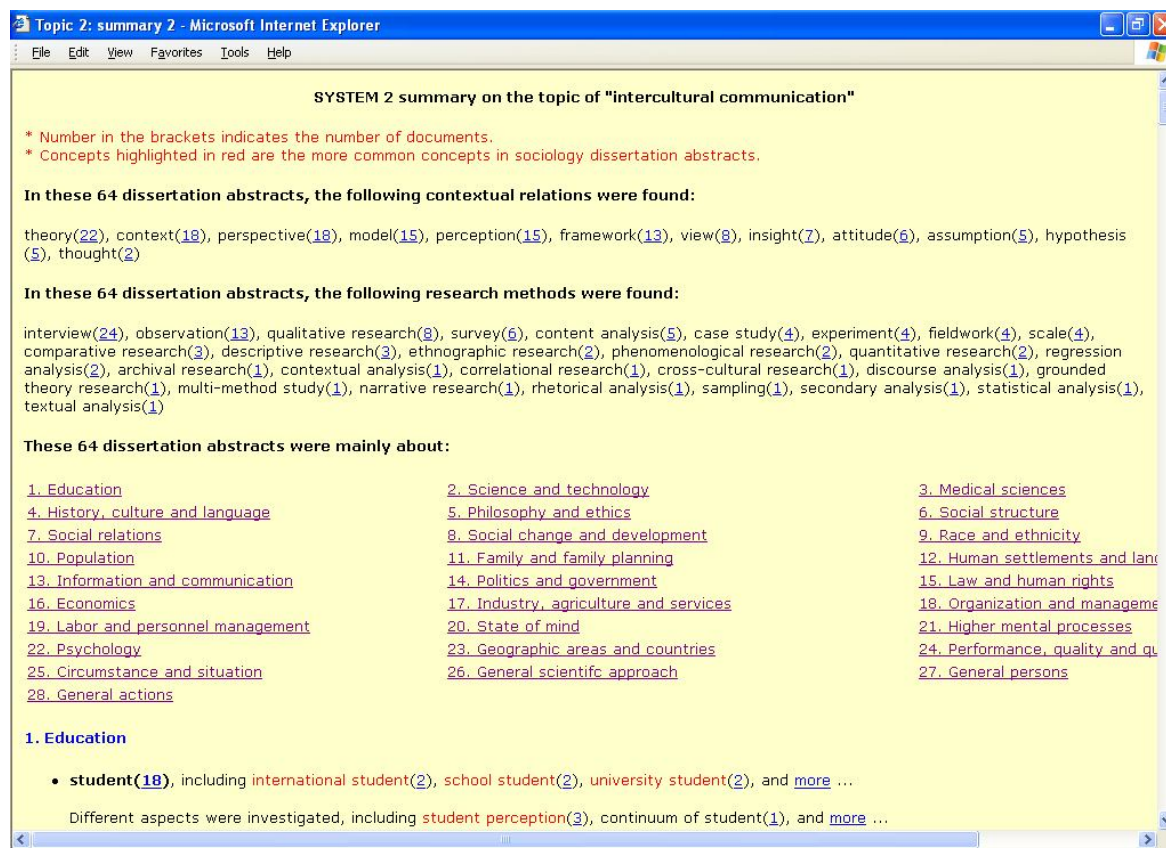 Topic 2: summary 2 - Microsoft Internet Explorer
File Edit View Favorites Tools Help
SYSTEM 2 summary on the topic of "intercultural communication"
* Number in the brackets indicates the number of documents.
* Concepts highlighted in red are the more common concepts in sociology dissertation abstracts.
In these 64 dissertation abstracts, the following contextual relations were found:
theory(22), context(18), perspective(18), model(15), perception(15), framework(13), view(8), insight(7), attitude(6), assumption(5), hypothesis
(5), thought(2)
In these 64 dissertation abstracts, the following research methods were found:
interview(24), observation(13), qualitative research(8), survey(6), content analysis(5), case study(4), experiment(4), fieldwork(4), scale(4),
comparative research(3), descriptive research(3), ethnographic research(2), phenomenological research(2), quantitative research(2), regression
analysis(2), archival research(1), contextual analysis(1), correlational research(1), cross-cultural research(1), discourse analysis(1), grounded
theory research(1), multi-method study(1), narrative research(1), rhetorical analysis(1), sampling(1), secondary analysis(1), statistical analysis(1),
textual analysis(1)
These 64 dissertation abstracts were mainly about:
1. Education 2. Science and technology 3. Medical sciences
4. History, culture and language 5. Philosophy and ethics 6. Social structure
7. Social relations 8. Social change and development 9. Race and ethnicity
10. Population 11. Family and family planning 12. Human settlements and land
13. Information and communication 14. Politics and government 15. Law and human rights
16. Economics 17. Industry, agriculture and services 18. Organization and manageme
19. Labor and personnel management 20. State of mind 21. Higher mental processes
22. Psychology 23. Geographic areas and countries 24. Performance, quality and qu
25. Circumstance and situation 26. General scientifc approach 27. General persons
28. General actions
1. Education
• student(18), including international student(2), school student(2), university student(2), and more ...
Different aspects were investigated, including student perception(3), continuum of student(1), and more ...